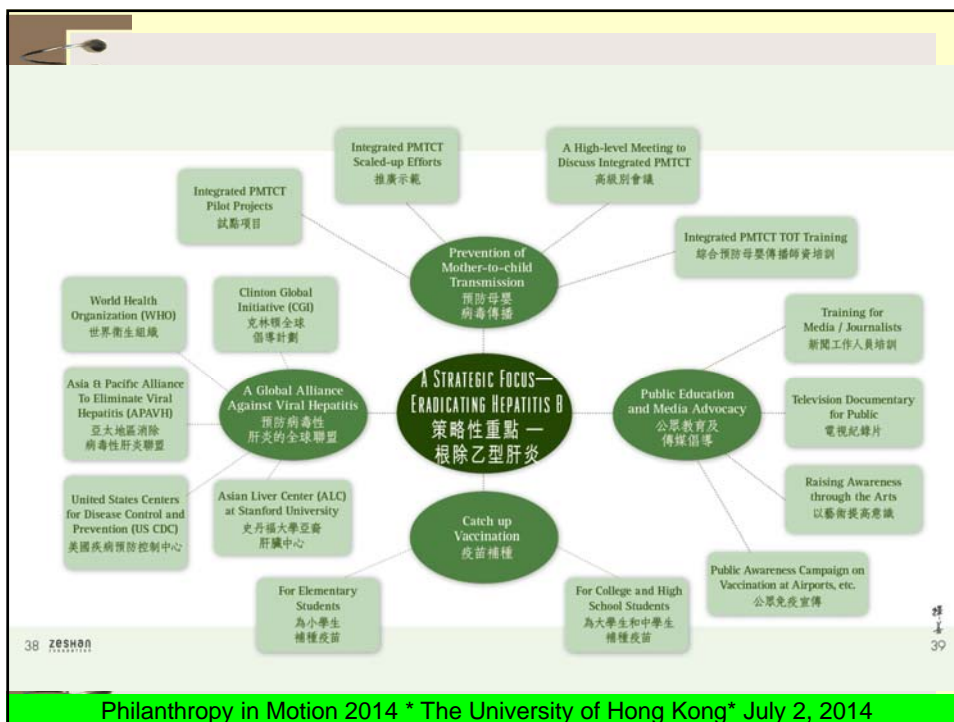 Integrated PMTCT
Scaled-up Efforts
推廣示範
A High-level Meeting to
Discuss Integrated PMTCT
高級別會議
Integrated PMTCT
Pilot Projects
試點項目
Integrated PMTCT TOT Training
綜合預防母嬰傳播師資培訓
Prevention of
Mother-to-child
Transmission
預防母嬰
病毒傳播
World Health
Organization (WHO)
世界衛生組織
Clinton Global
Initiative (CGI)
克林頓全球
倡導計劃
Asia & Pacific Alliance
To Eliminate Viral
Hepatitis (APAVH)
亞太地區消除
病毒性肝炎聯盟
A Global Alliance
Against Viral Hepatitis
預防病毒性
肝炎的全球聯盟
United States Centers
for Disease Control and
Prevention (US CDC)
美國疾病預防控制中心
Asian Liver Center (ALC)
at Stanford University
史丹福大學亞裔
肝臟中心
A Strategic Focus—
Eradicating Hepatitis B
策略性重點 —
根除乙型肝炎
Public Education
and Media Advocacy
公眾教育及
傳媒倡導
Training for
Media / Journalists
新聞工作人員培訓
Television Documentary
for Public
電視紀錄片
Raising Awareness
through the Arts
以藝術提高意識
Public Awareness Campaign on
Vaccination at Airports, etc.
公眾免疫宣傳
Catch up
Vaccination
疫苗補種
For Elementary
Students
為小學生
補種疫苗
For College and High
School Students
為大學生和中學生
補種疫苗
38 zeshan
FOUNDATION
擇善
39
Philanthropy in Motion 2014 * The University of Hong Kong* July 2, 2014